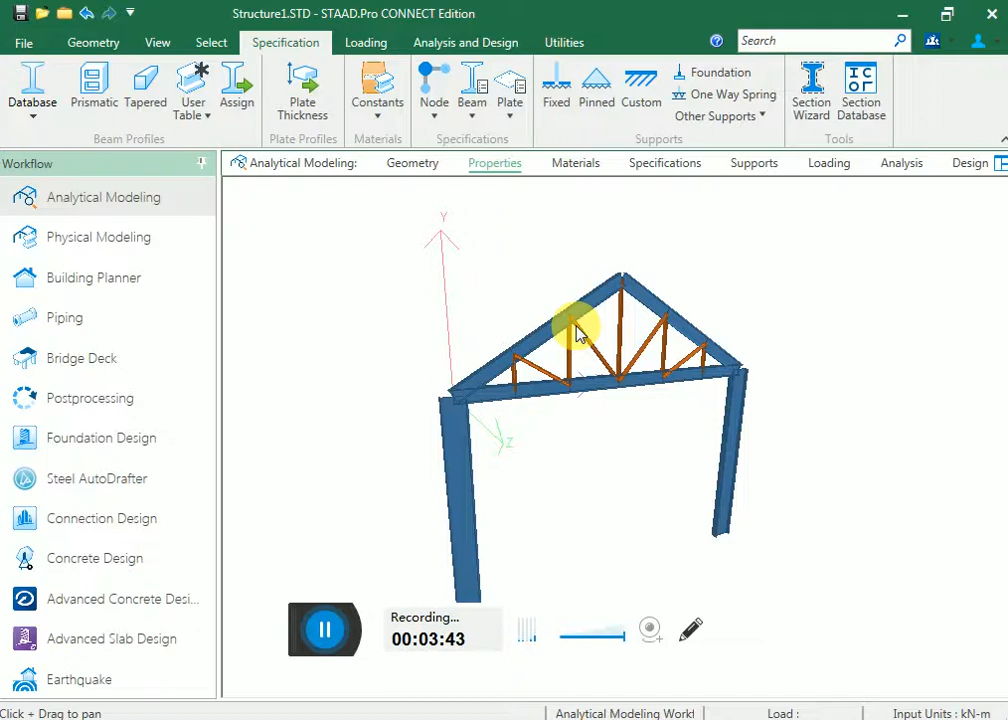 Structure1.STD - STAAD.Pro CONNECT Edition
File Geometry View Select Specification Loading Analysis and Design Utilities Search
Database Prismatic Tapered User Table Assign
Beam Profiles
Plate Thickness
Plate Profiles
Constants
Materials
Node Beam Plate
Specifications
Fixed Pinned Custom
Foundation
One Way Spring
Other Supports
Supports
Section Wizard Section Database
Tools
Workflow
Analytical Modeling: Geometry Properties Materials Specifications Supports Loading Analysis Design
Analytical Modeling
Physical Modeling
Building Planner
Piping
Bridge Deck
Postprocessing
Foundation Design
Steel AutoDrafter
Connection Design
Concrete Design
Advanced Concrete Desi...
Advanced Slab Design
Earthquake
Y
Z
Recording...
00:03:43
Click + Drag to pan
Analytical Modeling Workf
Load :
Input Units : kN-m